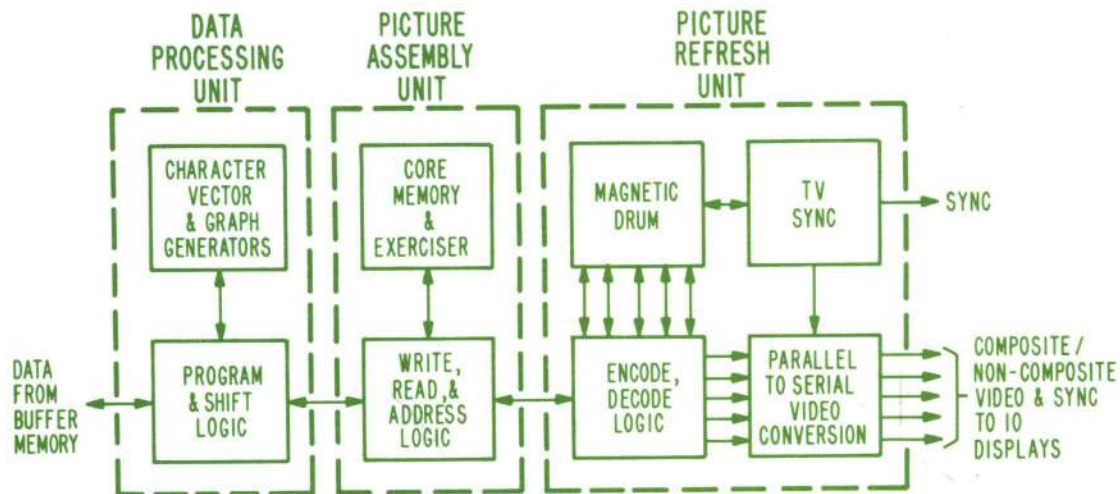 DATA
PROCESSING
UNIT
PICTURE
ASSEMBLY
UNIT
PICTURE
REFRESH
UNIT
CHARACTER
VECTOR
& GRAPH
GENERATORS
CORE
MEMORY
&
EXERCISER
MAGNETIC
DRUM
TV
SYNC
SYNC
DATA
FROM
BUFFER
MEMORY
PROGRAM
& SHIFT
LOGIC
WRITE,
READ, &
ADDRESS
LOGIC
ENCODE,
DECODE
LOGIC
PARALLEL
TO SERIAL
VIDEO
CONVERSION
COMPOSITE/
NON-COMPOSITE
VIDEO & SYNC
TO 10
DISPLAYS